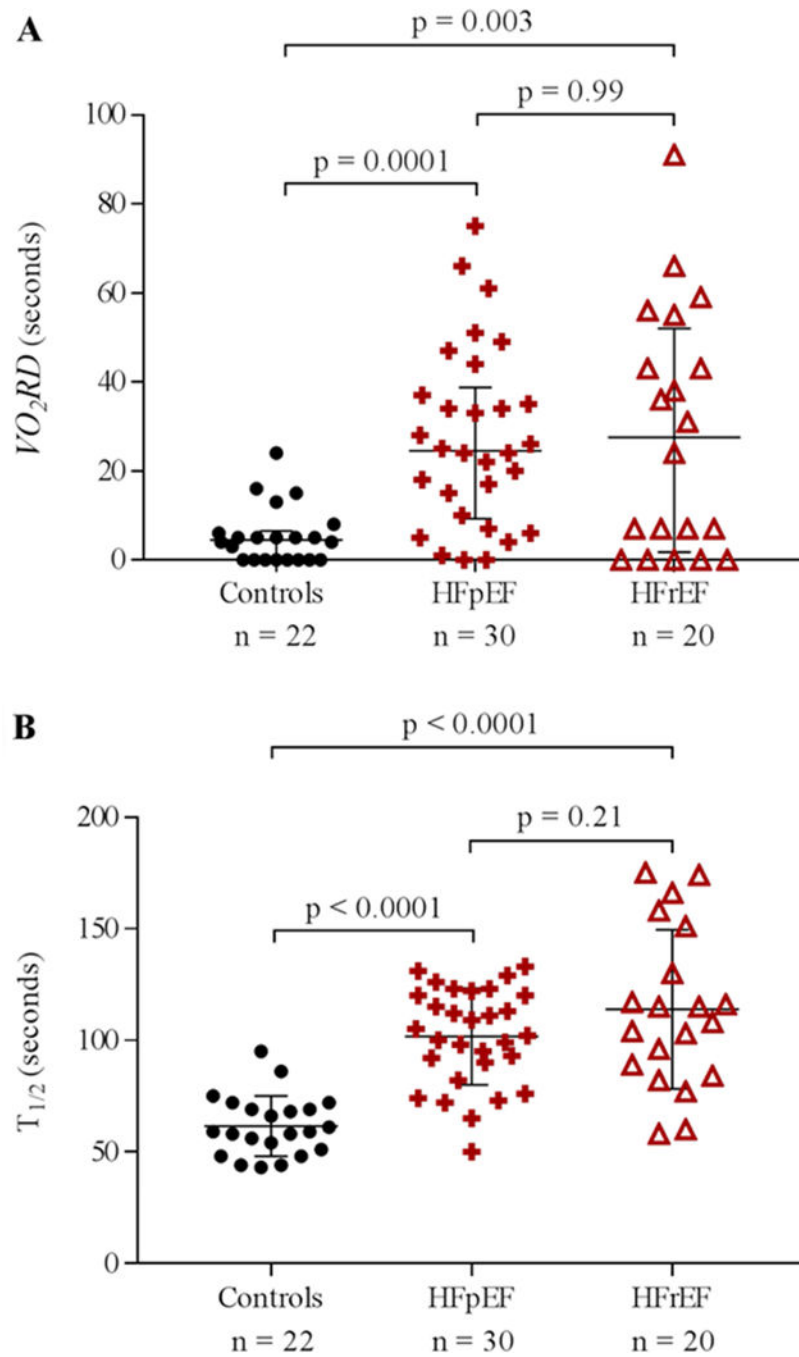 A
p = 0.003
p = 0.99
p = 0.0001
100
80
60
40
20
0
VO₂RD (seconds)
Controls HFpEF HFrEF
n = 22 n = 30 n = 20
B
p < 0.0001
p = 0.21
p < 0.0001
200
150
100
50
0
T₁/₂ (seconds)
Controls HFpEF HFrEF
n = 22 n = 30 n = 20